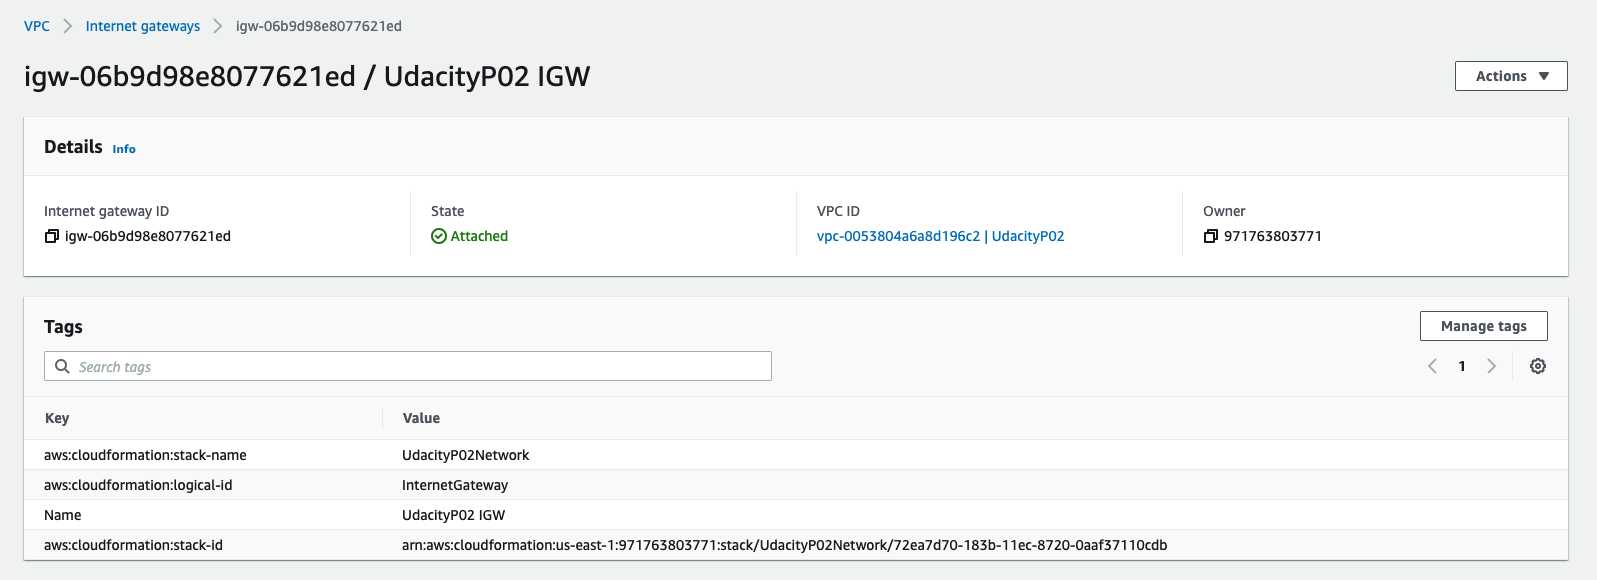 VPC > Internet gateways > igw-06b9d98e8077621ed
igw-06b9d98e8077621ed / UdacityP02 IGW
Actions
Details Info
Internet gateway ID State VPC ID Owner
igw-06b9d98e8077621ed Attached vpc-0053804a6a8d196c2 | UdacityP02 971763803771
Tags Manage tags
Search tags 1
Key Value
aws:cloudformation:stack-name UdacityP02Network
aws:cloudformation:logical-id InternetGateway
Name UdacityP02 IGW
aws:cloudformation:stack-id arn:aws:cloudformation:us-east-1:971763803771:stack/UdacityP02Network/72ea7d70-183b-11ec-8720-0aaf37110cdb